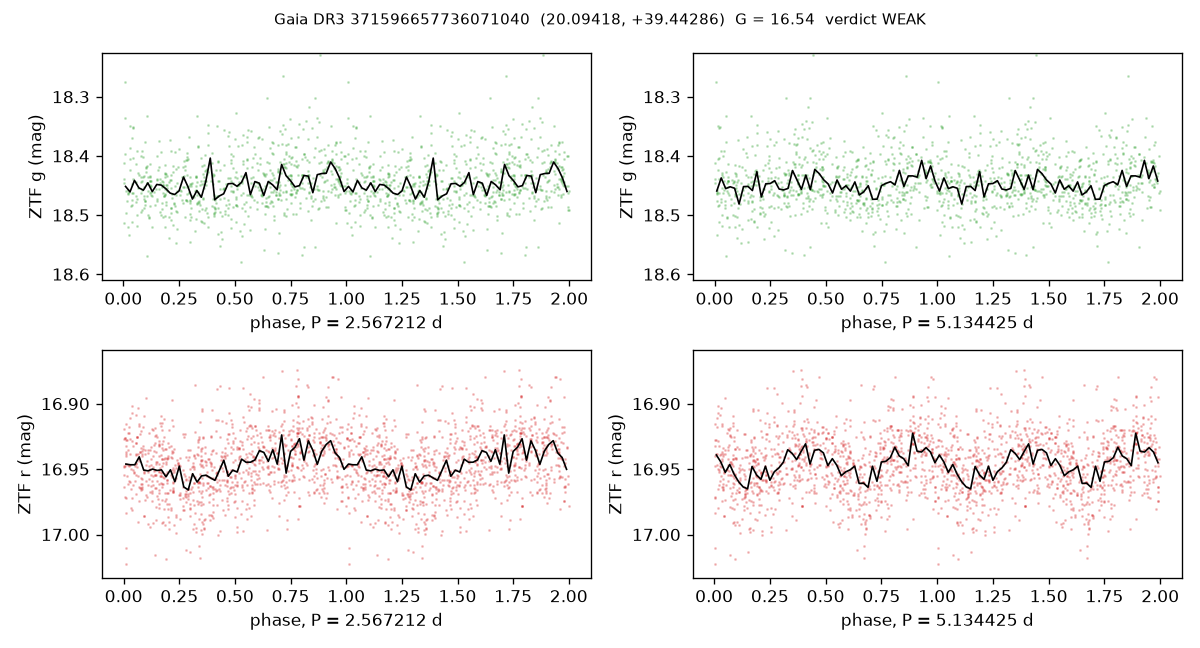 Gaia DR3 371596657736071040 (20.09418, +39.44286) G = 16.54 verdict WEAK
ZTF g (mag)
18.3
18.4
18.5
18.6
0.00 0.25 0.50 0.75 1.00 1.25 1.50 1.75 2.00
phase, P = 2.567212 d
ZTF g (mag)
18.3
18.4
18.5
18.6
0.00 0.25 0.50 0.75 1.00 1.25 1.50 1.75 2.00
phase, P = 5.134425 d
ZTF r (mag)
16.90
16.95
17.00
0.00 0.25 0.50 0.75 1.00 1.25 1.50 1.75 2.00
phase, P = 2.567212 d
ZTF r (mag)
16.90
16.95
17.00
0.00 0.25 0.50 0.75 1.00 1.25 1.50 1.75 2.00
phase, P = 5.134425 d